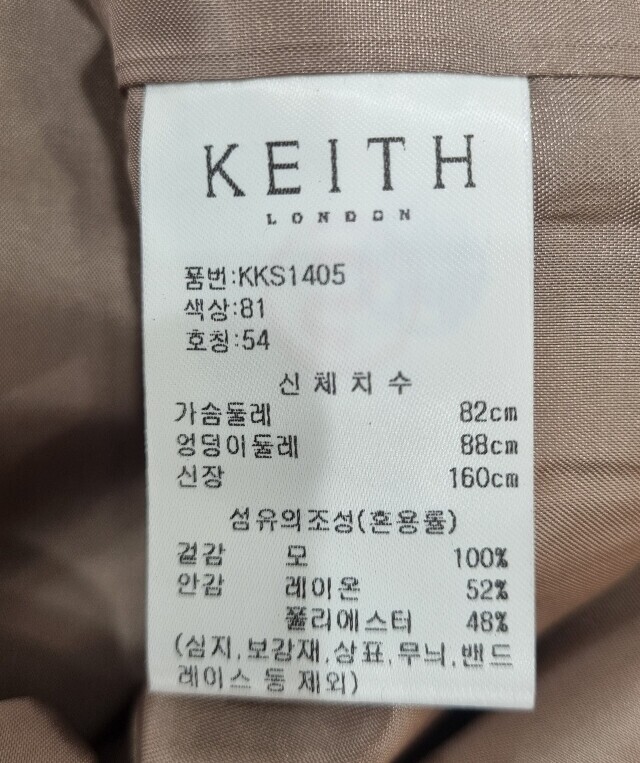 KEITH
LONDON
품번:KKS1405
색상:81
호칭:54
신체치수
가슴둘레 82cm
엉덩이둘레 88cm
신장 160cm
섬유의조성(혼용률)
겉감 모 100%
안감 레이온 52%
폴리에스터 48%
(심지,보강재,상표,무늬,밴드
레이스 등 제외)